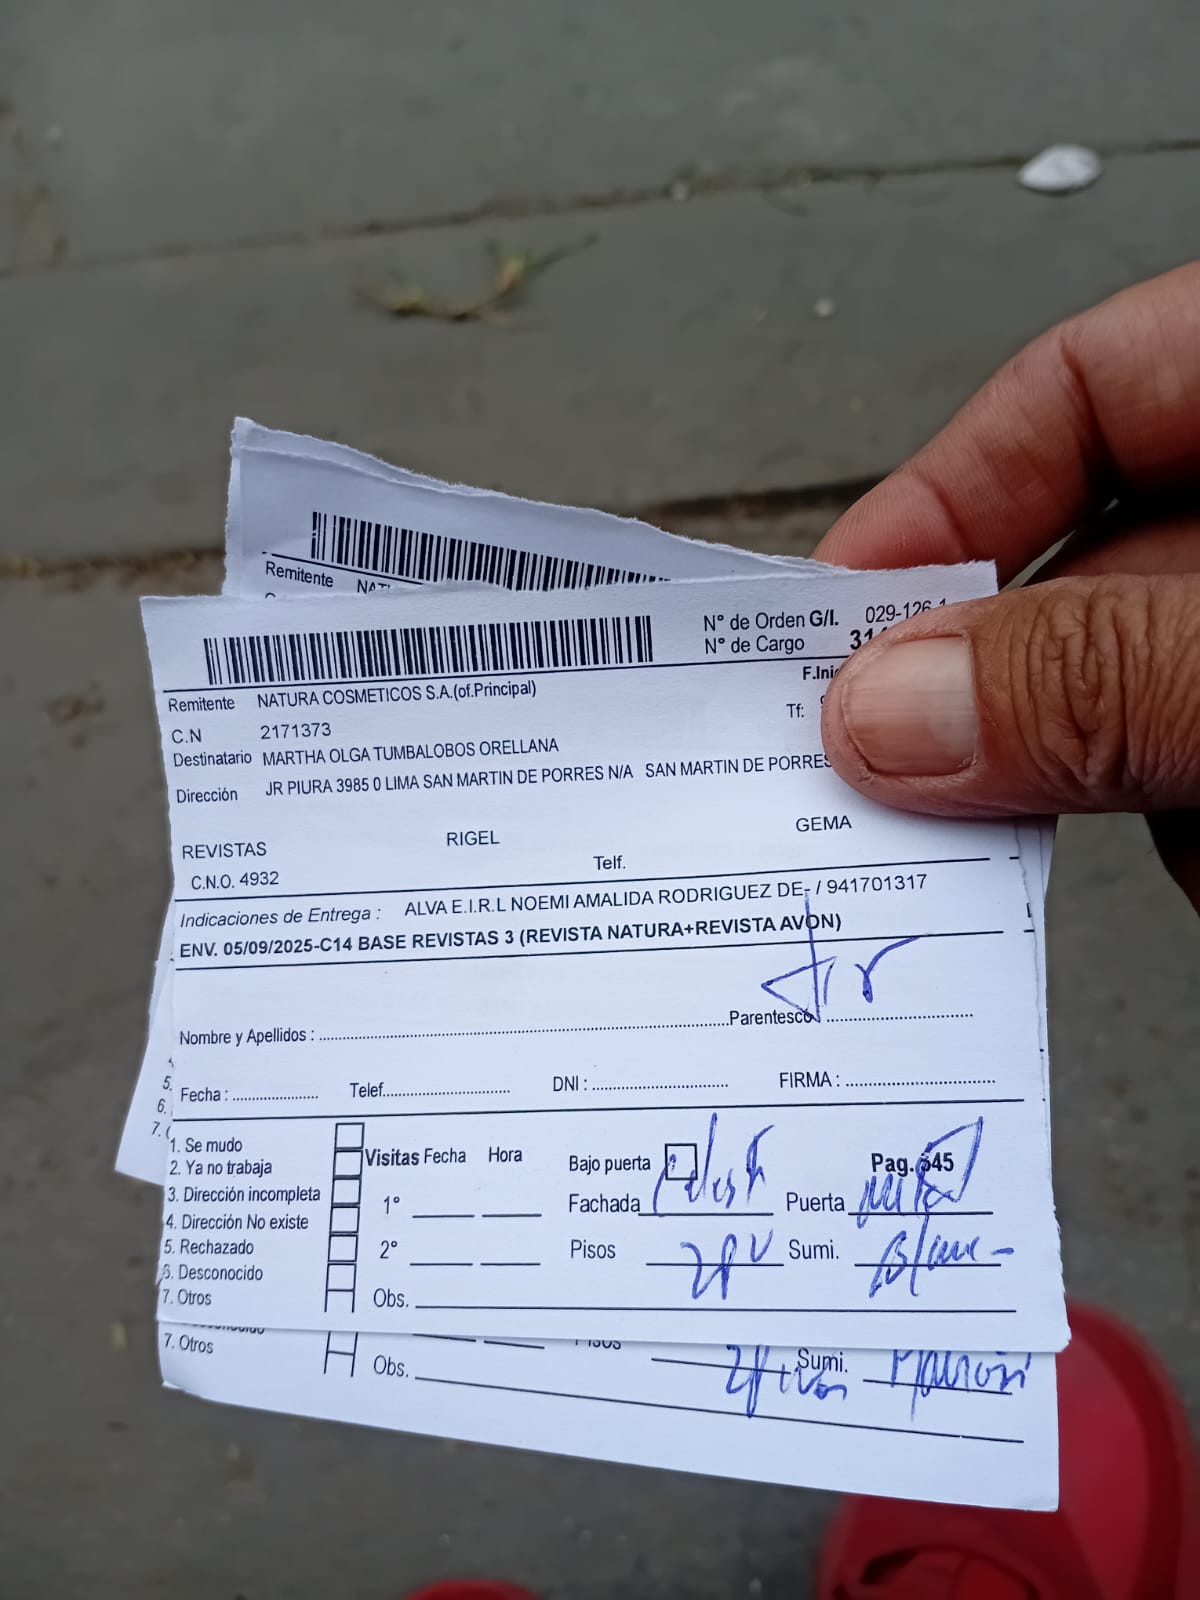 Remitente
N° de Orden G/I. 029-126-1
N° de Cargo
Remitente NATURA COSMETICOS S.A.(of.Principal)
C.N 2171373
Tf:
Destinatario MARTHA OLGA TUMBALOBOS ORELLANA
Dirección JR PIURA 3985 0 LIMA SAN MARTIN DE PORRES N/A SAN MARTIN DE PORRES
REVISTAS RIGEL GEMA
C.N.O. 4932 Telf.
Indicaciones de Entrega : ALVA E.I.R.L NOEMI AMALIDA RODRIGUEZ DE- / 941701317
ENV. 05/09/2025-C14 BASE REVISTAS 3 (REVISTA NATURA+REVISTA AVON)
Nombre y Apellidos : Parentesco
Fecha : Telef. DNI : FIRMA :
1. Se mudo
2. Ya no trabaja
3. Dirección incompleta
4. Dirección No existe
5. Rechazado
6. Desconocido
7. Otros
Visitas Fecha Hora
1°
2°
Obs.
Bajo puerta Pag. 645
Fachada Puerta
Pisos Sumi.
7. Otros
Obs.
Sumi.
5.
6.
7.